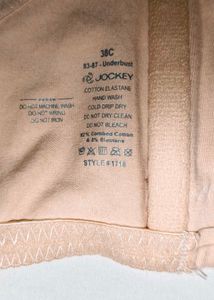 38C
83-87 - Underbust
JOCKEY
COTTON ELASTANE
HAND WASH
COLD DRIP DRY
DO NOT DRY CLEAN
DO NOT BLEACH
92% Combed Cotton
& 8% Elastane
STYLE #1718
DO NOT MACHINE WASH
DO NOT WRING
DO NOT IRON